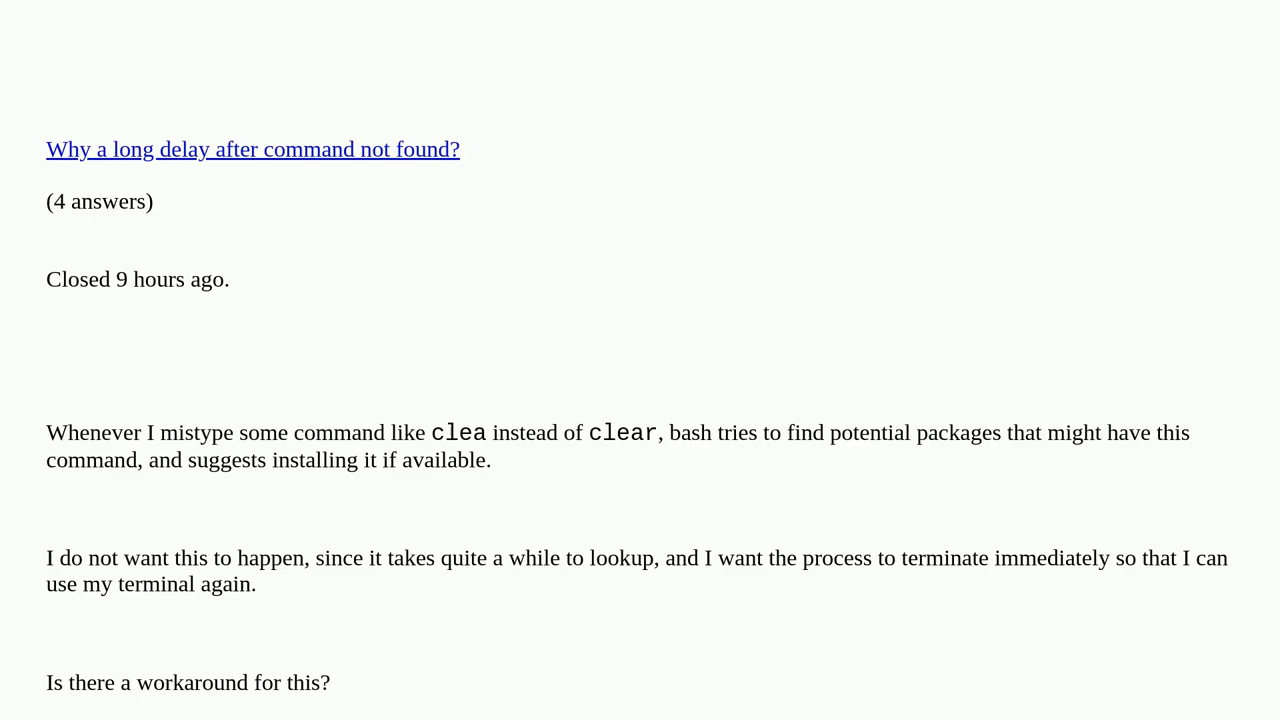 Why a long delay after command not found?
(4 answers)
Closed 9 hours ago.
Whenever I mistype some command like clea instead of clear, bash tries to find potential packages that might have this
command, and suggests installing it if available.
I do not want this to happen, since it takes quite a while to lookup, and I want the process to terminate immediately so that I can
use my terminal again.
Is there a workaround for this?